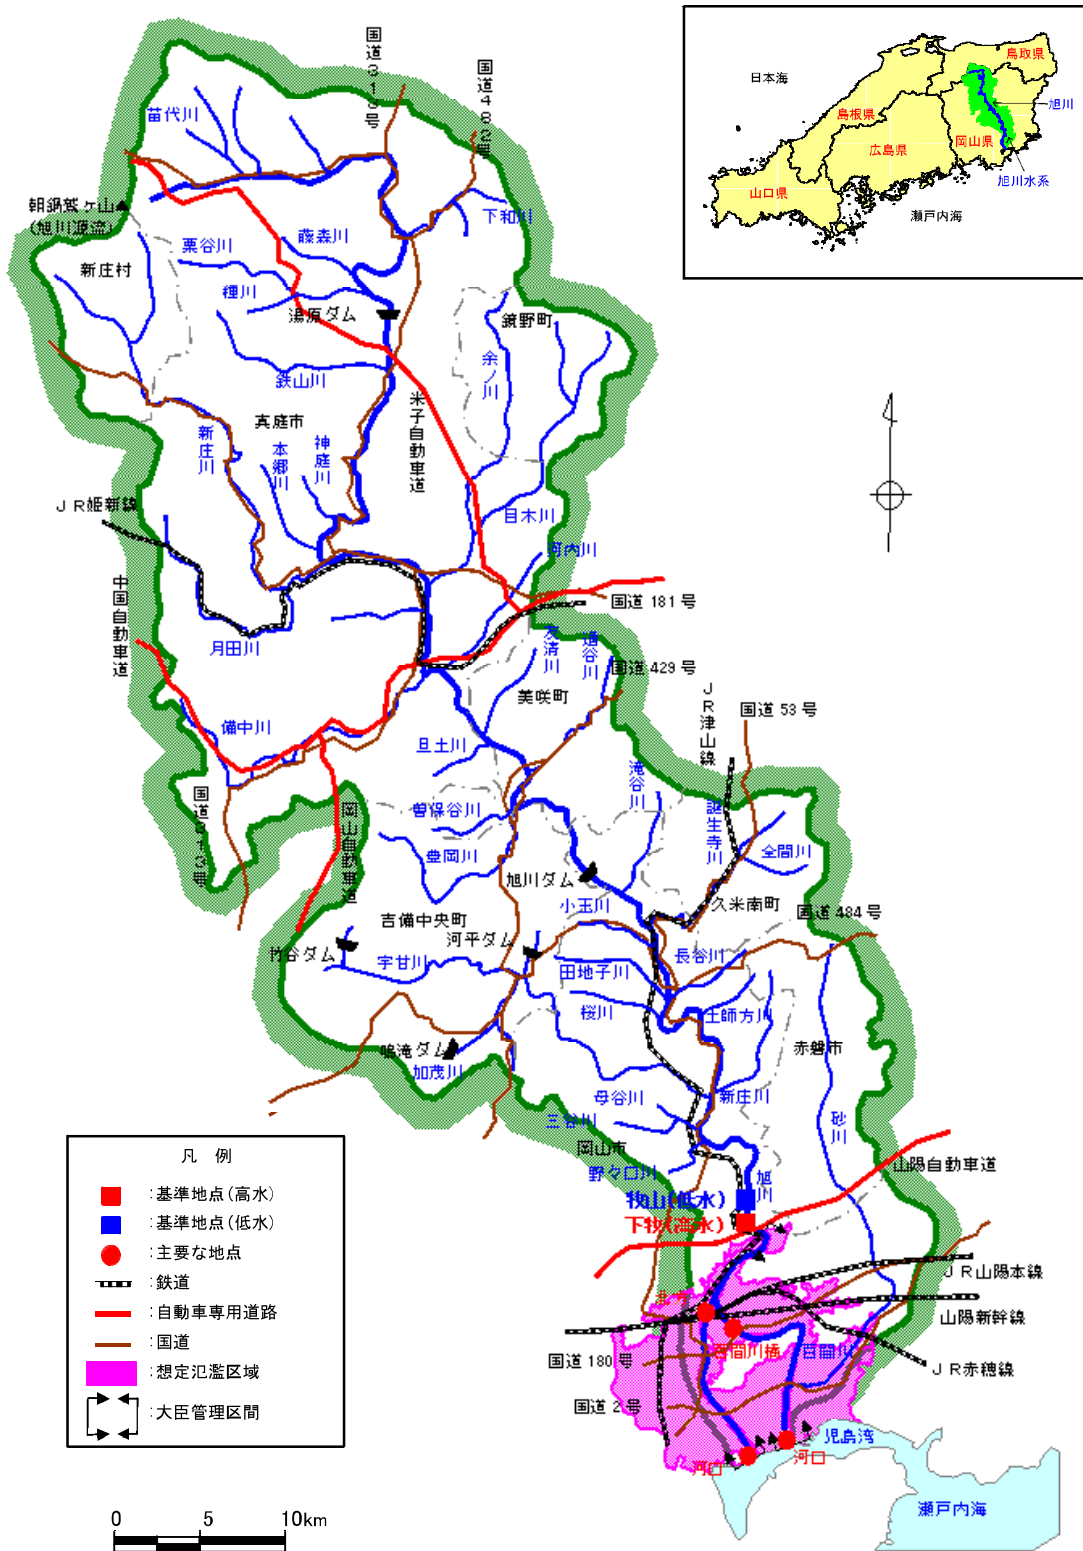 日本海
鳥取県
島根県
旭川
広島県
岡山県
旭川水系
山口県
瀬戸内海
国道313号
国道482号
苗代川
朝鍋鷲ヶ山
(旭川源流)
下和川
藤森川
粟谷川
新庄村
種川
湯原ダム
鏡野町
余ノ川
鉄山川
真庭市
米子自動車道
新庄川
本郷川
神庭川
JR姫新線
目木川
河内川
中国自動車道
国道181号
月田川
友清川
通谷川
国道429号
美咲町
JR津山線
国道53号
備中川
旦土川
滝谷川
国道313号
岡山自動車道
誉保谷川
誕生寺川
全間川
豊岡川
旭川ダム
小玉川
久米南町
吉備中央町
国道484号
河平ダム
竹谷ダム
宇甘川
田地子川
長谷川
桜川
土師方川
赤磐市
鳴滝ダム
加茂川
母谷川
新庄川
三谷川
砂川
岡山市
野々口川
旭川
山陽自動車道
牧山(低水)
下牧(高水)
凡 例
:基準地点(高水)
:基準地点(低水)
:主要な地点
:鉄道
:自動車専用道路
:国道
:想定氾濫区域
:大臣管理区間
JR山陽本線
山陽新幹線
百間川橋
百間川
国道180号
JR赤穂線
国道2号
児島湾
河口
河口
瀬戸内海
0 5 10km